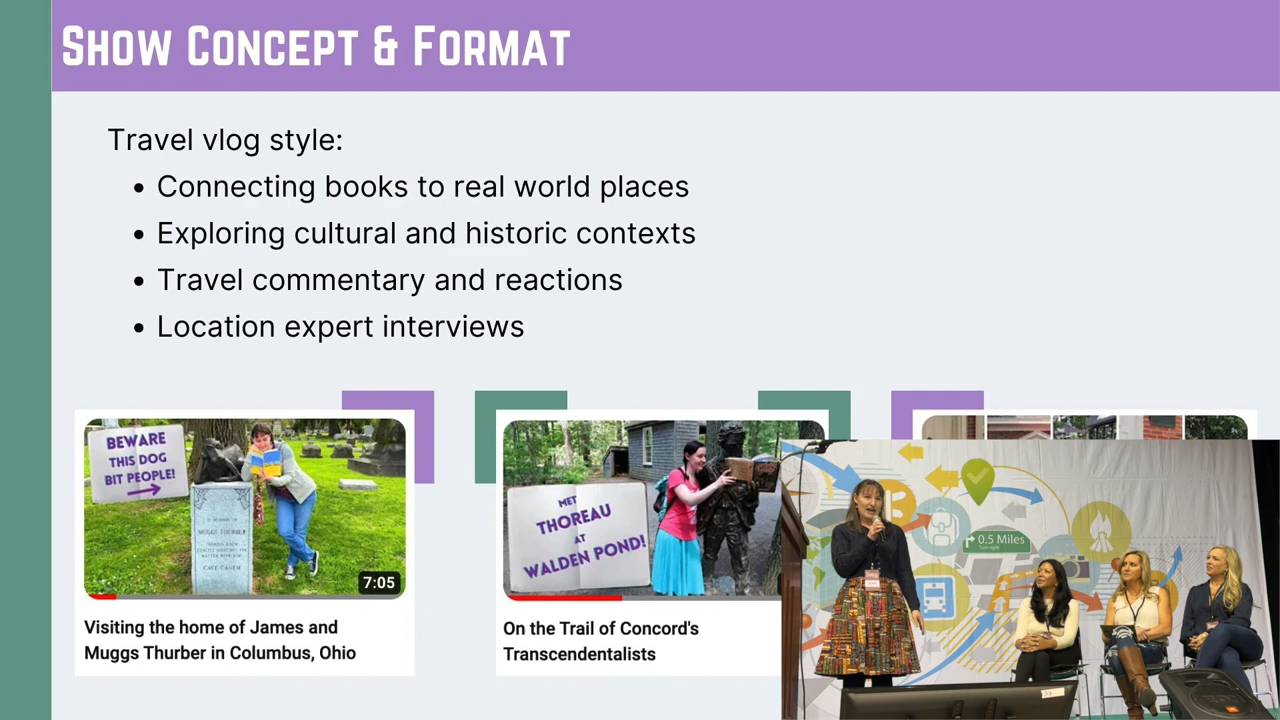 SHOW CONCEPT & FORMAT
Travel vlog style:
• Connecting books to real world places
• Exploring cultural and historic contexts
• Travel commentary and reactions
• Location expert interviews
BEWARE
THIS DOG
BIT PEOPLE!
MUGGS THURBER
CAVE CANEM
7:05
Visiting the home of James and
Muggs Thurber in Columbus, Ohio
MET
THOREAU
AT
WALDEN POND!
On the Trail of Concord's
Transcendentalists
0.5 Miles